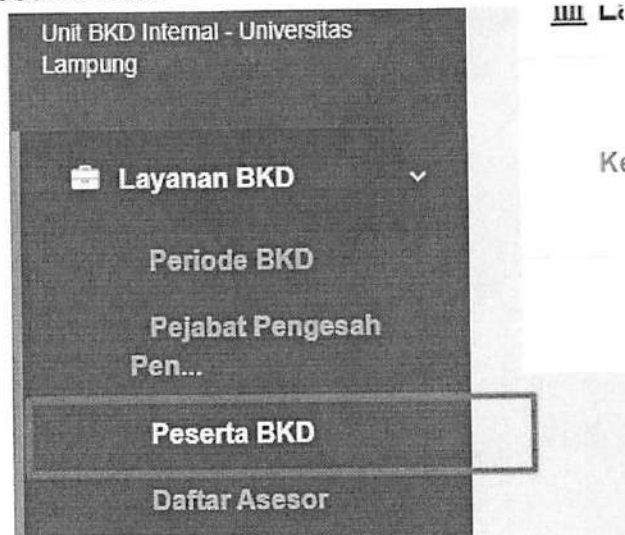 Unit BKD Internal - Universitas
Lampung
Layanan BKD
Periode BKD
Pejabat Pengesah
Pen...
Peserta BKD
Daftar Asesor